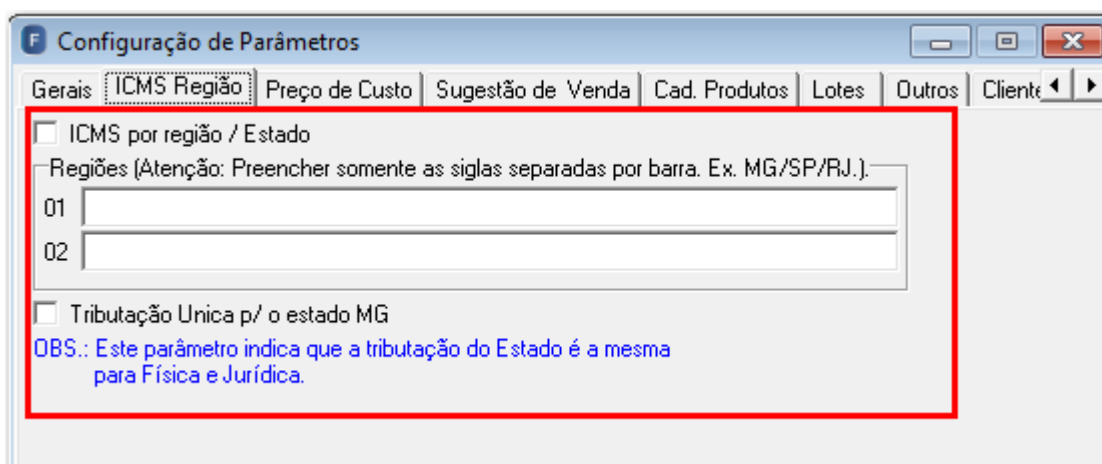 F Configuração de Parâmetros
Gerais ICMS Região Preço de Custo Sugestão de Venda Cad. Produtos Lotes Outros
ICMS por região / Estado
Regiões (Atenção: Preencher somente as siglas separadas por barra. Ex. MG/SP/RJ.).
01
02
Tributação Unica p/ o estado MG
OBS.: Este parâmetro indica que a tributação do Estado é a mesma
para Física e Jurídica.